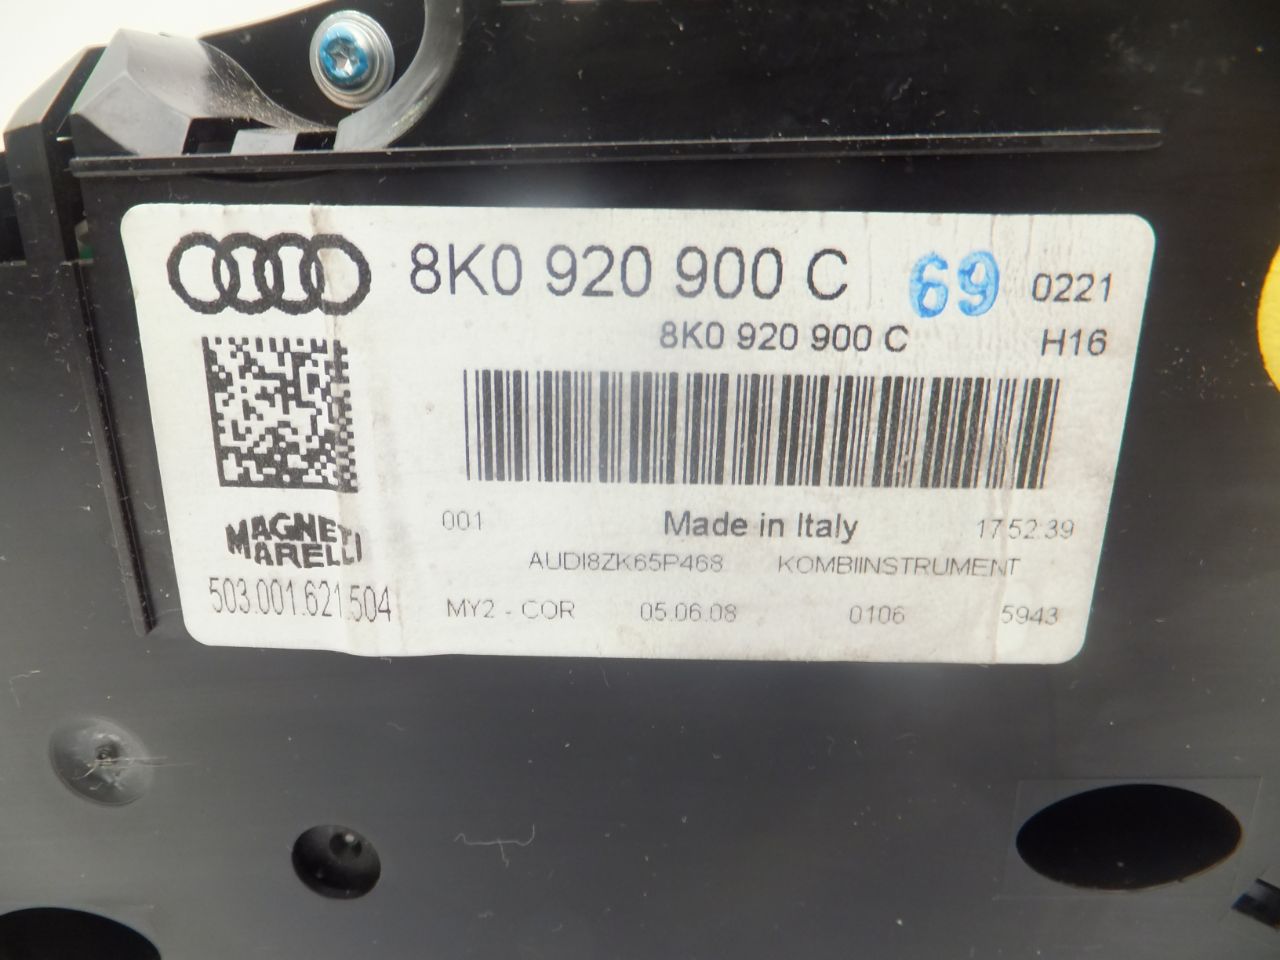 8K0 920 900 C 69 0221
8K0 920 900 C H16
001 Made in Italy 17:52:39
MAGNETI
MARELLI
AUDI8ZK65P468 KOMBIINSTRUMENT
503.001.621.504 MY2 - COR 05.06.08 0106 5943